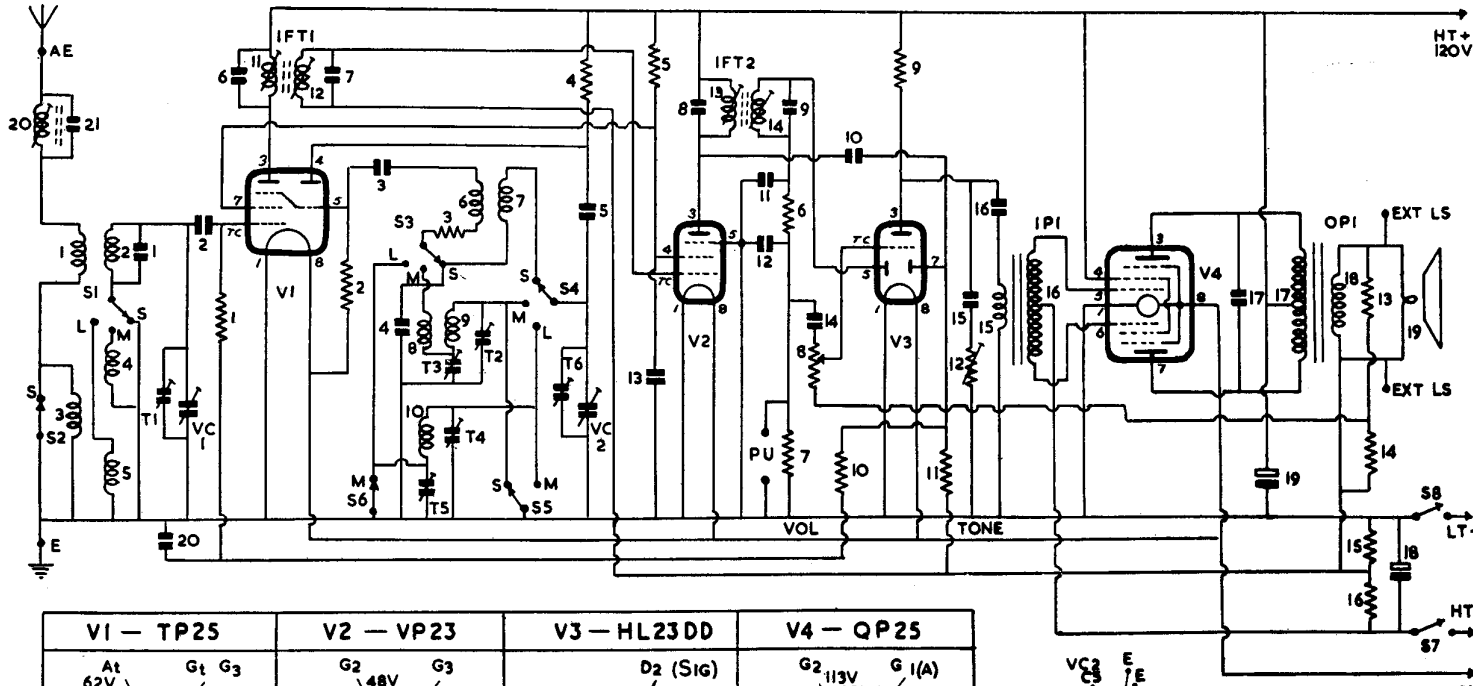 AE
20
21
IFT1
6
11
12
7
4
5
IFT2
8
13
14
9
9
HT+
120V
3
4
7
5
TC
1
8
V1
1
2
1
2
S1
S
L
M
4
5
S
S2
3
E
T1
VC
1
1
2
3
6
7
S3
3
L
M
S
S4
S
M
L
4
8
9
T3
T2
10
T4
T5
M
S6
S
M
S5
T6
VC
2
5
13
20
3
4
5
TC
1
8
V2
10
11
6
12
14
8
PU
7
VOL
3
TC
5
7
1
8
V3
10
11
16
15
15
12
TONE
IP1
16
3
4
5
1
6
7
8
V4
17
17
OP1
18
13
19
EXT LS
EXT LS
14
19
15
16
18
S8
LT-
S7
HT
V1 — TP25
V2 — VP23
V3 — HL23DD
V4 — QP25
At
Gt
G3
62V
G2
G3
48V
D2 (SIG)
G2
113V
G1(A)
VC2
E
E